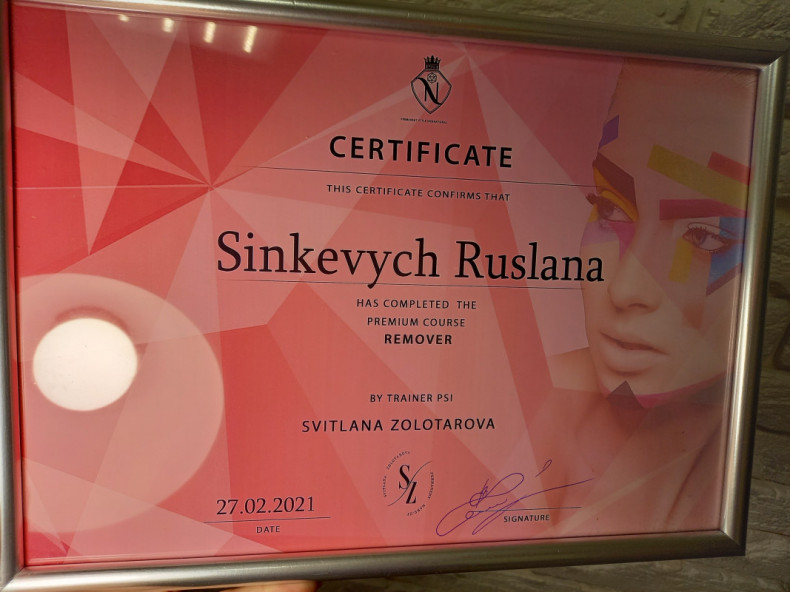 N
CERTIFICATE
THIS CERTIFICATE CONFIRMS THAT
Sinkevych Ruslana
HAS COMPLETED THE
PREMIUM COURSE
REMOVER
BY TRAINER PSI
SVITLANA ZOLOTAROVA
S/Z
27.02.2021
DATE
SIGNATURE